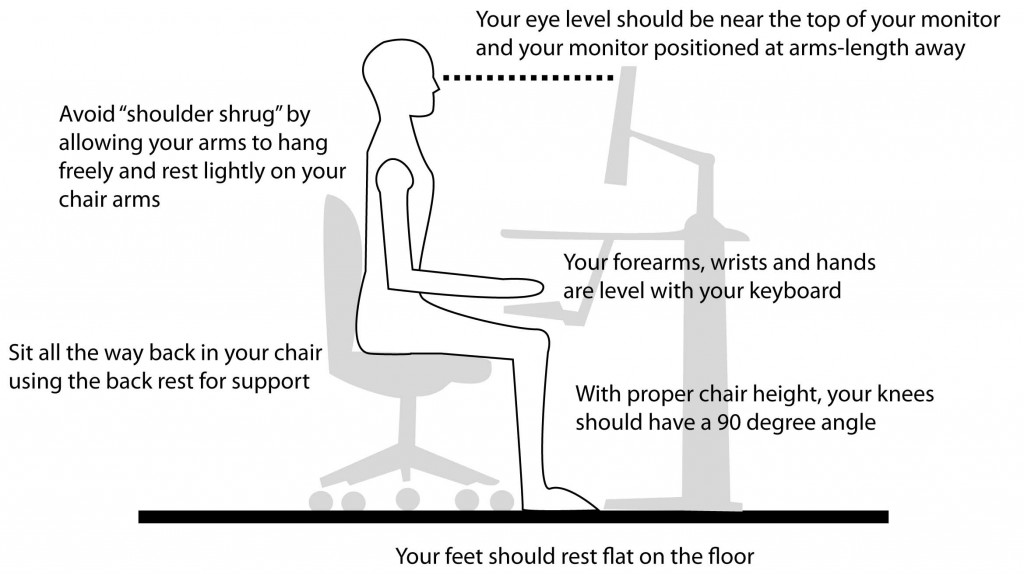 Your eye level should be near the top of your monitor
and your monitor positioned at arms-length away
Avoid “shoulder shrug” by
allowing your arms to hang
freely and rest lightly on your
chair arms
Your forearms, wrists and hands
are level with your keyboard
Sit all the way back in your chair
using the back rest for support
With proper chair height, your knees
should have a 90 degree angle
Your feet should rest flat on the floor